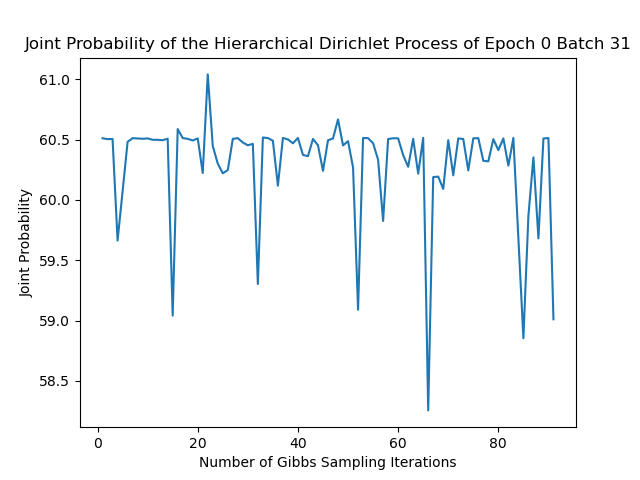 Joint Probability of the Hierarchical Dirichlet Process of Epoch 0 Batch 31
61.0
60.5
60.0
59.5
59.0
58.5
Joint Probability
0 20 40 60 80
Number of Gibbs Sampling Iterations